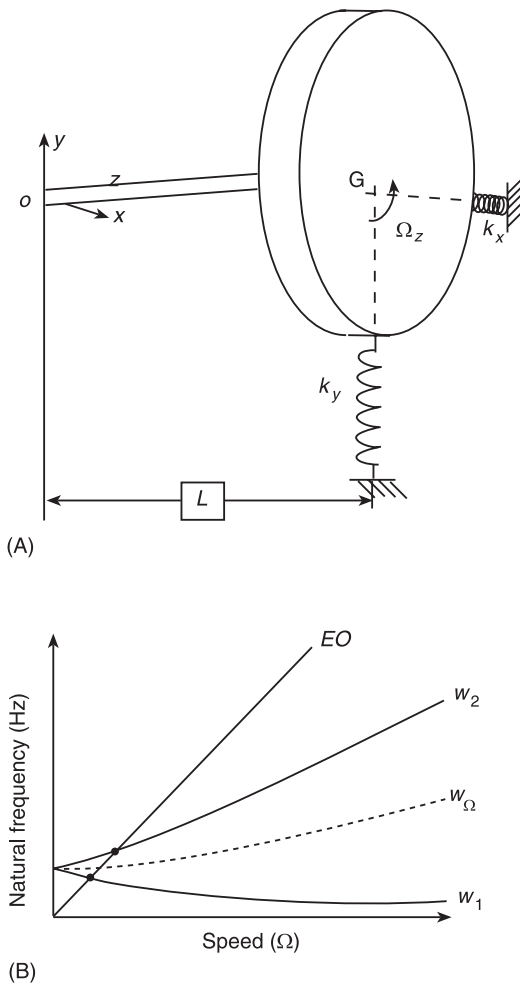 y
z
o
x
G
Ω_z
k_x
k_y
L
(A)
EO
w_2
w_Ω
w_1
Natural frequency (Hz)
Speed (Ω)
(B)